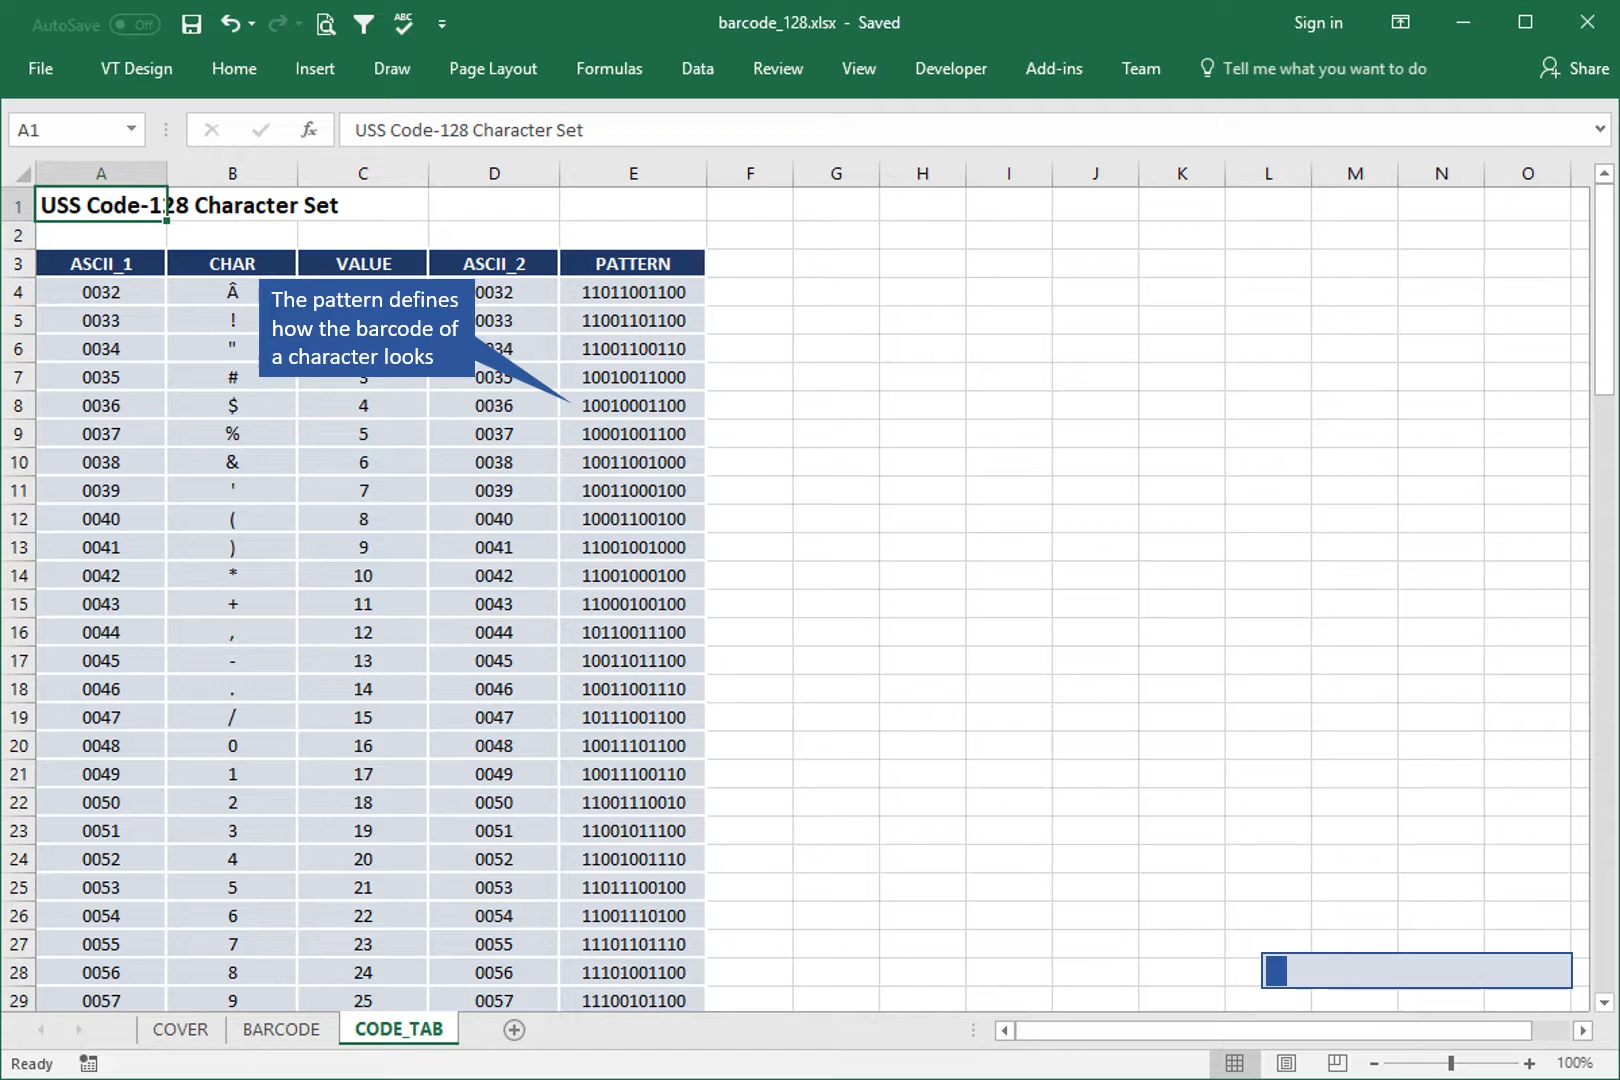 AutoSave Off
barcode_128.xlsx - Saved
Sign in
File VT Design Home Insert Draw Page Layout Formulas Data Review View Developer Add-ins Team Tell me what you want to do Share
A1 fx USS Code-128 Character Set
A B C D E F G H I J K L M N O
1 USS Code-128 Character Set
2
3 ASCII_1 CHAR VALUE ASCII_2 PATTERN
4 0032 Â 0032 11011001100
5 0033 ! 0033 11001101100
6 0034 " 34 11001100110
The pattern defines
how the barcode of
a character looks
7 0035 # 3 0035 10010011000
8 0036 $ 4 0036 10010001100
9 0037 % 5 0037 10001001100
10 0038 & 6 0038 10011001000
11 0039 ' 7 0039 10011000100
12 0040 ( 8 0040 10001100100
13 0041 ) 9 0041 11001001000
14 0042 * 10 0042 11001000100
15 0043 + 11 0043 11000100100
16 0044 , 12 0044 10110011100
17 0045 - 13 0045 10011011100
18 0046 . 14 0046 10011001110
19 0047 / 15 0047 10111001100
20 0048 0 16 0048 10011101100
21 0049 1 17 0049 10011100110
22 0050 2 18 0050 11001110010
23 0051 3 19 0051 11001011100
24 0052 4 20 0052 11001001110
25 0053 5 21 0053 11011100100
26 0054 6 22 0054 11001110100
27 0055 7 23 0055 11101101110
28 0056 8 24 0056 11101001100
29 0057 9 25 0057 11100101100
COVER BARCODE CODE_TAB
Ready 100%